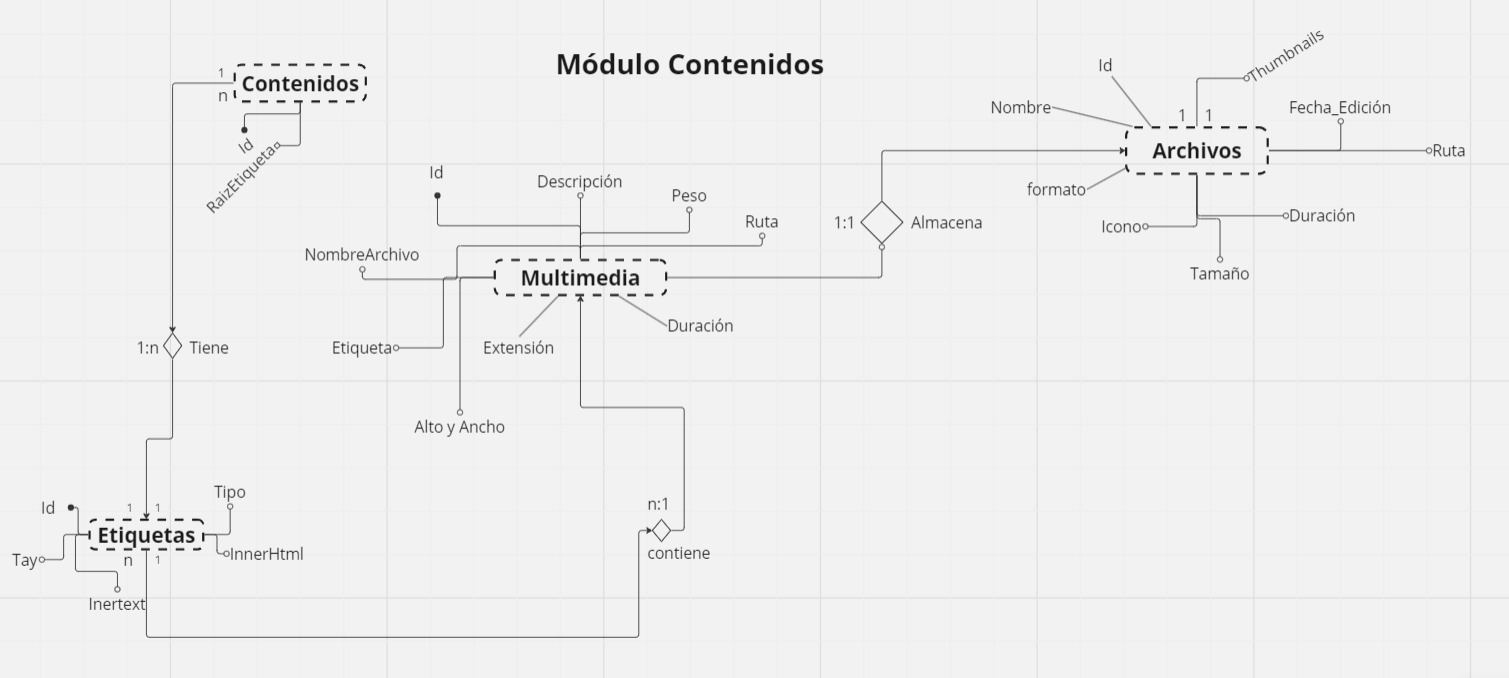 Módulo Contenidos
1
Contenidos
n
Id
RaizEtiqueta
1:n
Tiene
Id
Tipo
1
1
Etiquetas
Tay
n
1
InnerHtml
Inertext
Id
Descripción
Peso
Ruta
NombreArchivo
Multimedia
Etiqueta
Extensión
Duración
Alto y Ancho
n:1
contiene
1:1
Almacena
Thumbnails
Id
Nombre
1
1
Fecha_Edición
Archivos
Ruta
formato
Icono
Duración
Tamaño